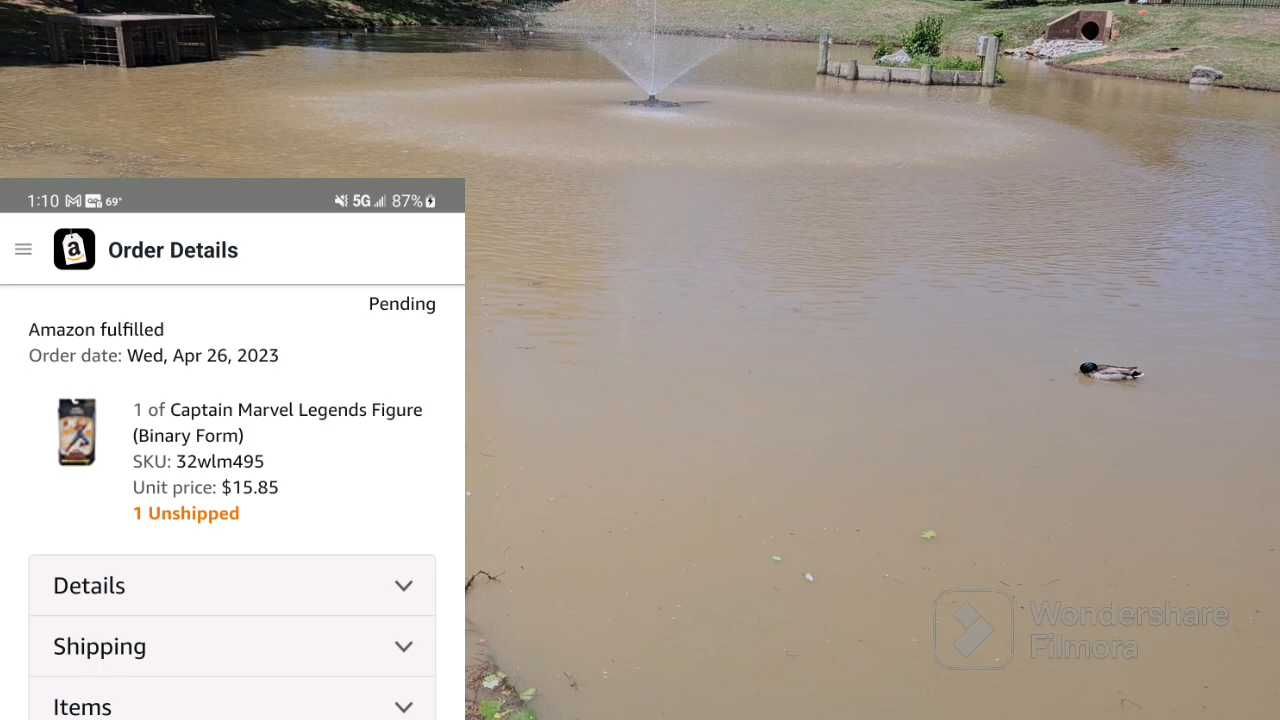 1:10 69° 5G 87%
Order Details
Pending
Amazon fulfilled
Order date: Wed, Apr 26, 2023
1 of Captain Marvel Legends Figure
(Binary Form)
SKU: 32wlm495
Unit price: $15.85
1 Unshipped
Details
Shipping
Items
Wondershare
Filmora